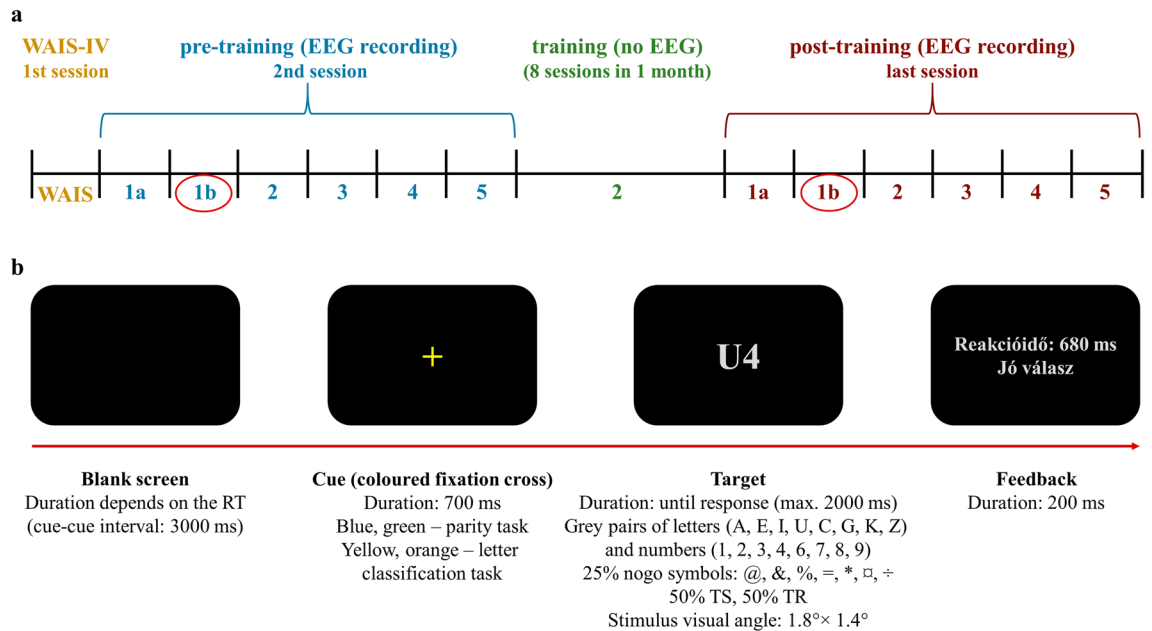 a
WAIS-IV
1st session
pre-training (EEG recording)
2nd session
training (no EEG)
(8 sessions in 1 month)
post-training (EEG recording)
last session
WAIS 1a 1b 2 3 4 5 2 1a 1b 2 3 4 5
b
+
U4
Reakcióidő: 680 ms
Jó válasz
Blank screen
Duration depends on the RT
(cue-cue interval: 3000 ms)
Cue (coloured fixation cross)
Duration: 700 ms
Blue, green – parity task
Yellow, orange – letter
classification task
Target
Duration: until response (max. 2000 ms)
Grey pairs of letters (A, E, I, U, C, G, K, Z)
and numbers (1, 2, 3, 4, 6, 7, 8, 9)
25% nogo symbols: @, &, %, =, *, ¤, ÷
50% TS, 50% TR
Stimulus visual angle: 1.8°× 1.4°
Feedback
Duration: 200 ms